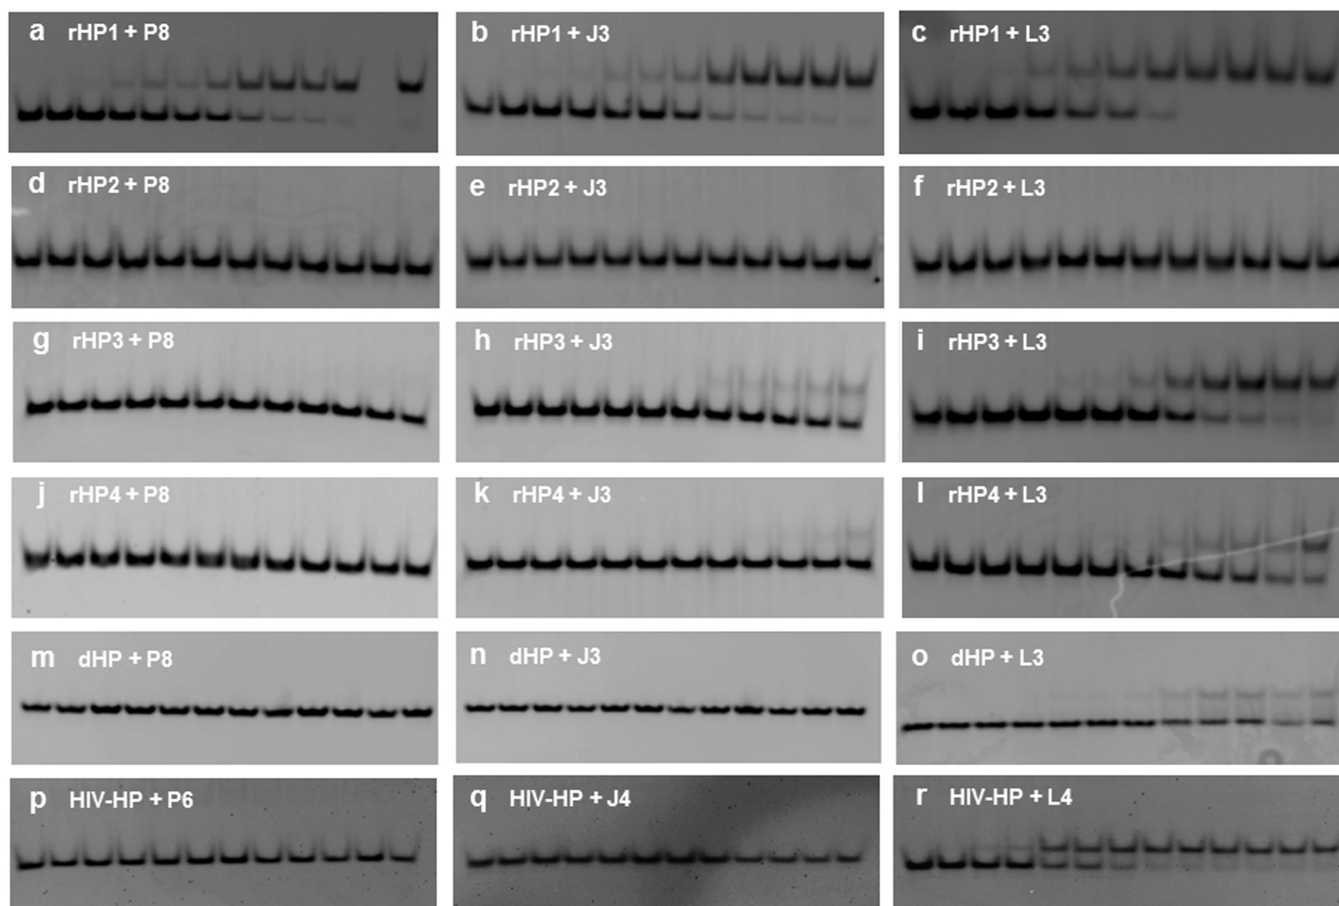 a rHP1 + P8
b rHP1 + J3
c rHP1 + L3
d rHP2 + P8
e rHP2 + J3
f rHP2 + L3
g rHP3 + P8
h rHP3 + J3
i rHP3 + L3
j rHP4 + P8
k rHP4 + J3
l rHP4 + L3
m dHP + P8
n dHP + J3
o dHP + L3
p HIV-HP + P6
q HIV-HP + J4
r HIV-HP + L4